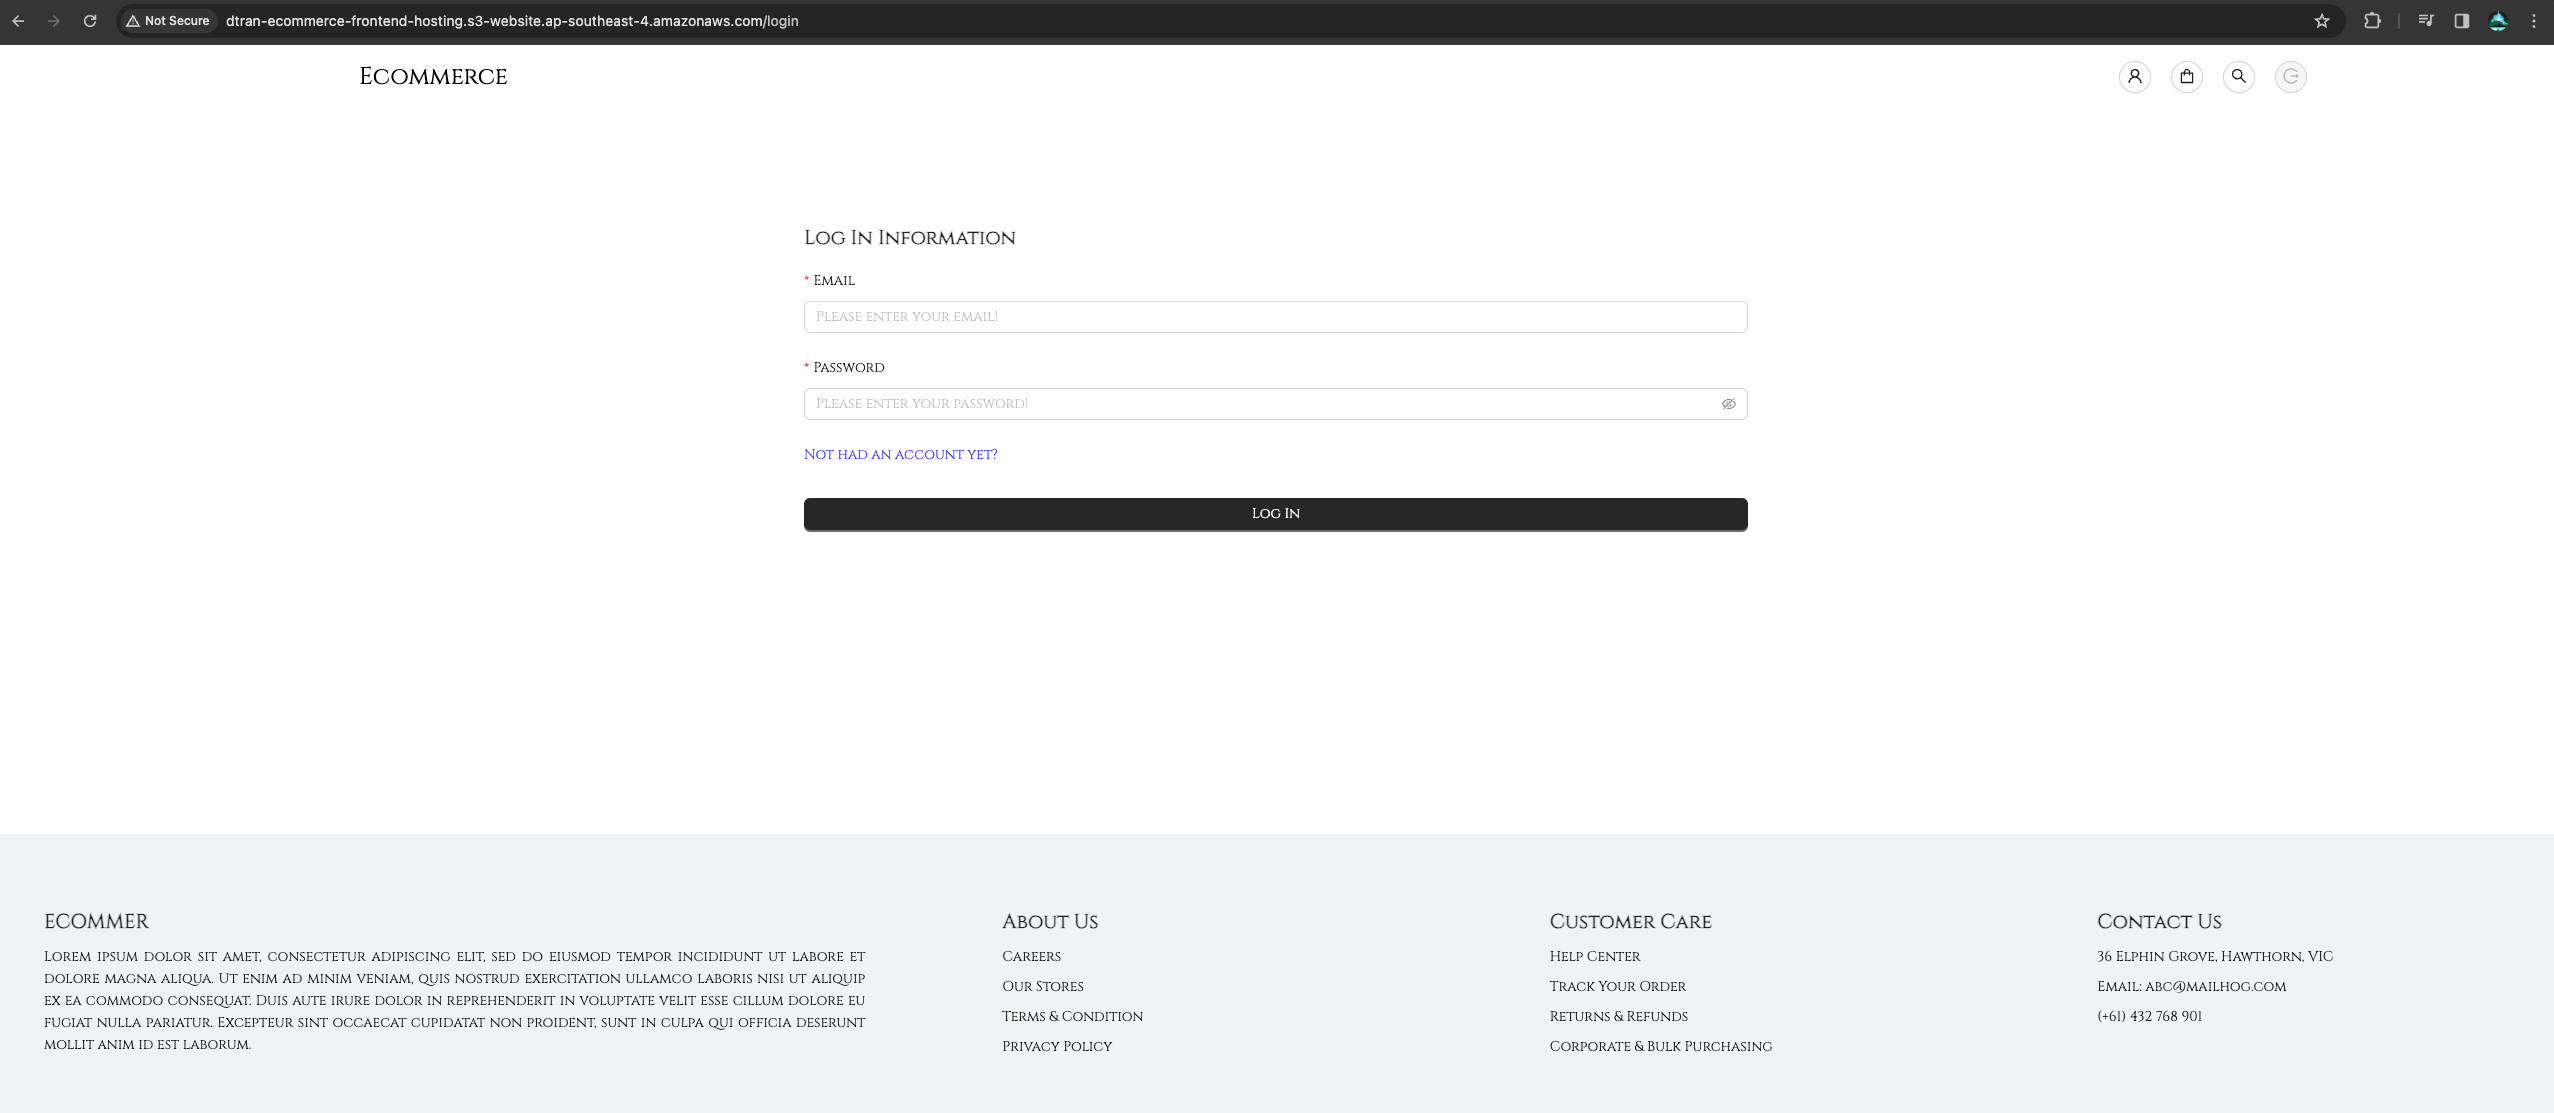 Not Secure
dtran-ecommerce-frontend-hosting.s3-website.ap-southeast-4.amazonaws.com/login
Ecommerce
Log In Information
* Email
Please enter your email!
* Password
Please enter your password!
Not had an account yet?
Log In
ECOMMER
Lorem ipsum dolor sit amet, consectetur adipiscing elit, sed do eiusmod tempor incididunt ut labore et
dolore magna aliqua. Ut enim ad minim veniam, quis nostrud exercitation ullamco laboris nisi ut aliquip
ex ea commodo consequat. Duis aute irure dolor in reprehenderit in voluptate velit esse cillum dolore eu
fugiat nulla pariatur. Excepteur sint occaecat cupidatat non proident, sunt in culpa qui officia deserunt
mollit anim id est laborum.
About Us
Careers
Our Stores
Terms & Condition
Privacy Policy
Customer Care
Help Center
Track Your Order
Returns & Refunds
Corporate & Bulk Purchasing
Contact Us
36 Elphin Grove, Hawthorn, VIC
Email: abc@mailhog.com
(+61) 432 768 901